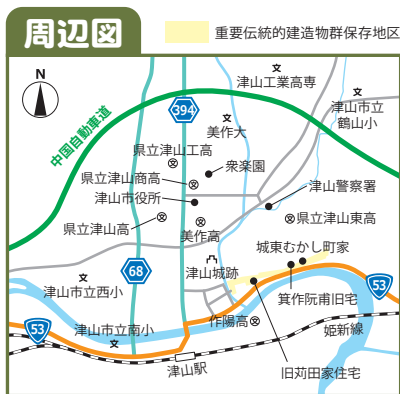 周辺図
重要伝統的建造物群保存地区
N
津山工業高専
津山市立
鶴山小
中国自動車道
394
美作大
県立津山工高
衆楽園
県立津山商高
津山市役所
津山警察署
県立津山高
美作高
県立津山東高
城東むかし町家
68
津山城跡
津山市立西小
箕作阮甫旧宅
53
53
津山市立南小
作陽高
姫新線
津山駅
旧苅田家住宅